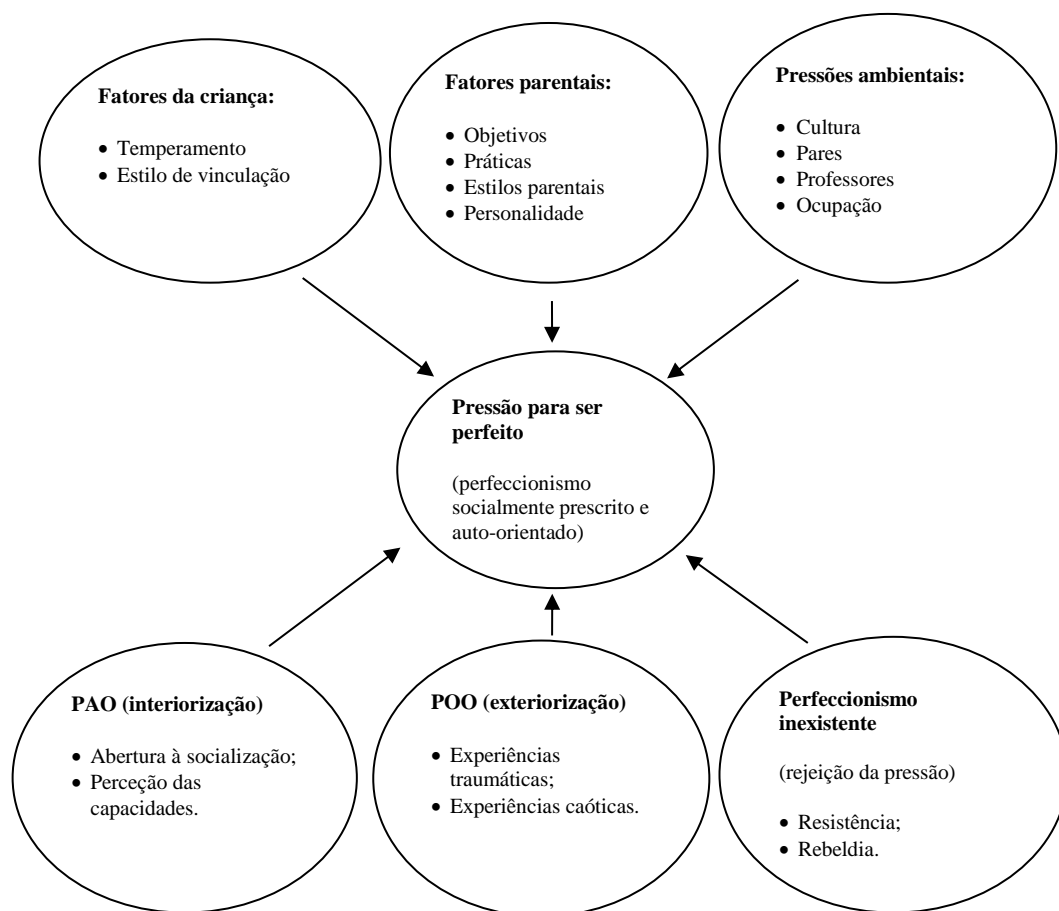 Fatores da criança:
• Temperamento
• Estilo de vinculação
Fatores parentais:
• Objetivos
• Práticas
• Estilos parentais
• Personalidade
Pressões ambientais:
• Cultura
• Pares
• Professores
• Ocupação
Pressão para ser
perfeito
(perfeccionismo
socialmente prescrito e
auto-orientado)
PAO (interiorização)
• Abertura à socialização;
• Perceção das
capacidades.
POO (exteriorização)
• Experiências
traumáticas;
• Experiências caóticas.
Perfeccionismo
inexistente
(rejeição da pressão)
• Resistência;
• Rebeldia.